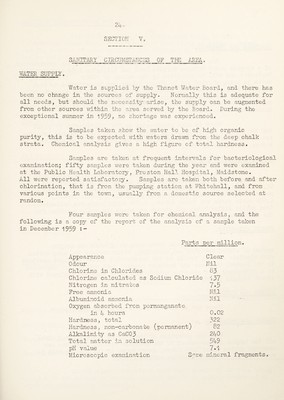 24.
SECTION V.
SANITARY CIRCUMSTANCES OF THE AREA.
WATER SUPPLY.
Water is supplied by the Thanet Water Board, and there has
been no change in the sources of supply. Normally this is adequate for
all needs, but should the necessity arise, the supply can be augmented
from other sources within the area served by the Board. During the
exceptional summer in 1959, no shortage was experienced.
Samples taken show the water to be of high organic
purity, this is to be expected with waters drawn from the deep chalk
strata. Chemical analysis gives a high figure of total hardness.
Samples are taken at frequent intervals for bacteriological
examination; fifty samples were taken during the year and were examined
at the Public Health Laboratory, Preston Hall Hospital, Maidstone.
All were reported satisfactory. Samples are taken both before and after
chlorination, that is from the pumping station at Whitehall, and from
various points in the town, usually from a domestic source selected at
random.
Four samples were taken for chemical analysis, and the
following is a copy of the report of the analysis of a sample taken
in December 1959 :-
Parts per million.
Appearance Clear
Odour Nil
Chlorine in Chlorides 83
Chlorine calculated as Sodium Chloride 137
Nitrogen in nitrates 7.5
Free ammonia Nil
Albuminoid ammonia Nil
Oxygen absorbed from permanganate
in 4 hours 0.02
Hardness, total 322
Hardness, non-carbonate (permanent) 82
Alkalinity as CaCO3 240
Total matter in solution 549
pH value 7.1
Microscopic examination Some mineral fragments.